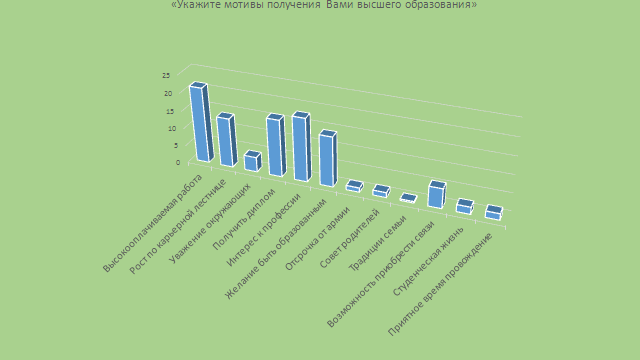 «Укажите мотивы получения Вами высшего образования»
25
20
15
10
5
0
Высокооплачиваемая работа
Рост по карьерной лестнице
Уважение окружающих
Получить диплом
Интерес к профессии
Желание быть образованным
Отсрочка от армии
Совет родителей
Традиции семьи
Возможность приобрести связи
Студенческая жизнь
Приятное время провождение